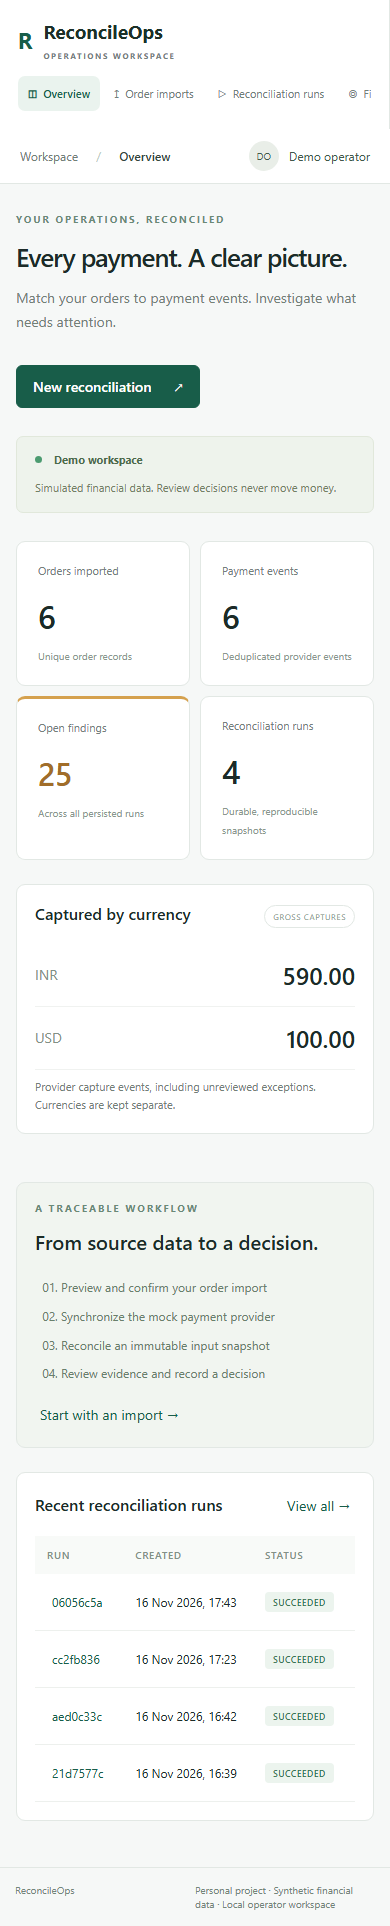 R ReconcileOps
OPERATIONS WORKSPACE
Overview Order imports Reconciliation runs Fi
Workspace / Overview DO Demo operator
YOUR OPERATIONS, RECONCILED
Every payment. A clear picture.
Match your orders to payment events. Investigate what
needs attention.
New reconciliation ↗
Demo workspace
Simulated financial data. Review decisions never move money.
Orders imported
6
Unique order records
Payment events
6
Deduplicated provider events
Open findings
25
Across all persisted runs
Reconciliation runs
4
Durable, reproducible
snapshots
Captured by currency GROSS CAPTURES
INR 590.00
USD 100.00
Provider capture events, including unreviewed exceptions.
Currencies are kept separate.
A TRACEABLE WORKFLOW
From source data to a decision.
01. Preview and confirm your order import
02. Synchronize the mock payment provider
03. Reconcile an immutable input snapshot
04. Review evidence and record a decision
Start with an import →
Recent reconciliation runs View all →
RUN CREATED STATUS
06056c5a 16 Nov 2026, 17:43 SUCCEEDED
cc2fb836 16 Nov 2026, 17:23 SUCCEEDED
aed0c33c 16 Nov 2026, 16:42 SUCCEEDED
21d7577c 16 Nov 2026, 16:39 SUCCEEDED
ReconcileOps
Personal project · Synthetic financial
data · Local operator workspace